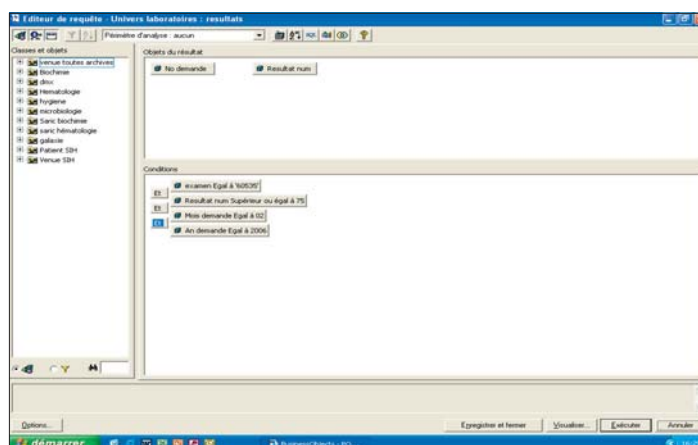 Editeur de requête - Univers laboratoires : resultats
Périmètre d'analyse : aucun
Classes et objets
venue toutes archives
Biochimie
dmx
Hematologie
hygiene
microbiologie
Saric biochimie
saric hématologie
galaxie
Patient SIH
Venue SIH
Objets du résultat
No demande
Resultat num
Conditions
Et
Et
Et
examen Egal à '60535'
Resultat num Supérieur ou égal à 75
Mois demande Egal à 02
An demande Egal à 2006
Options...
Enregistrer et fermer
Visualiser...
Exécuter
Annuler
démarrer
BusinessObjects - BO